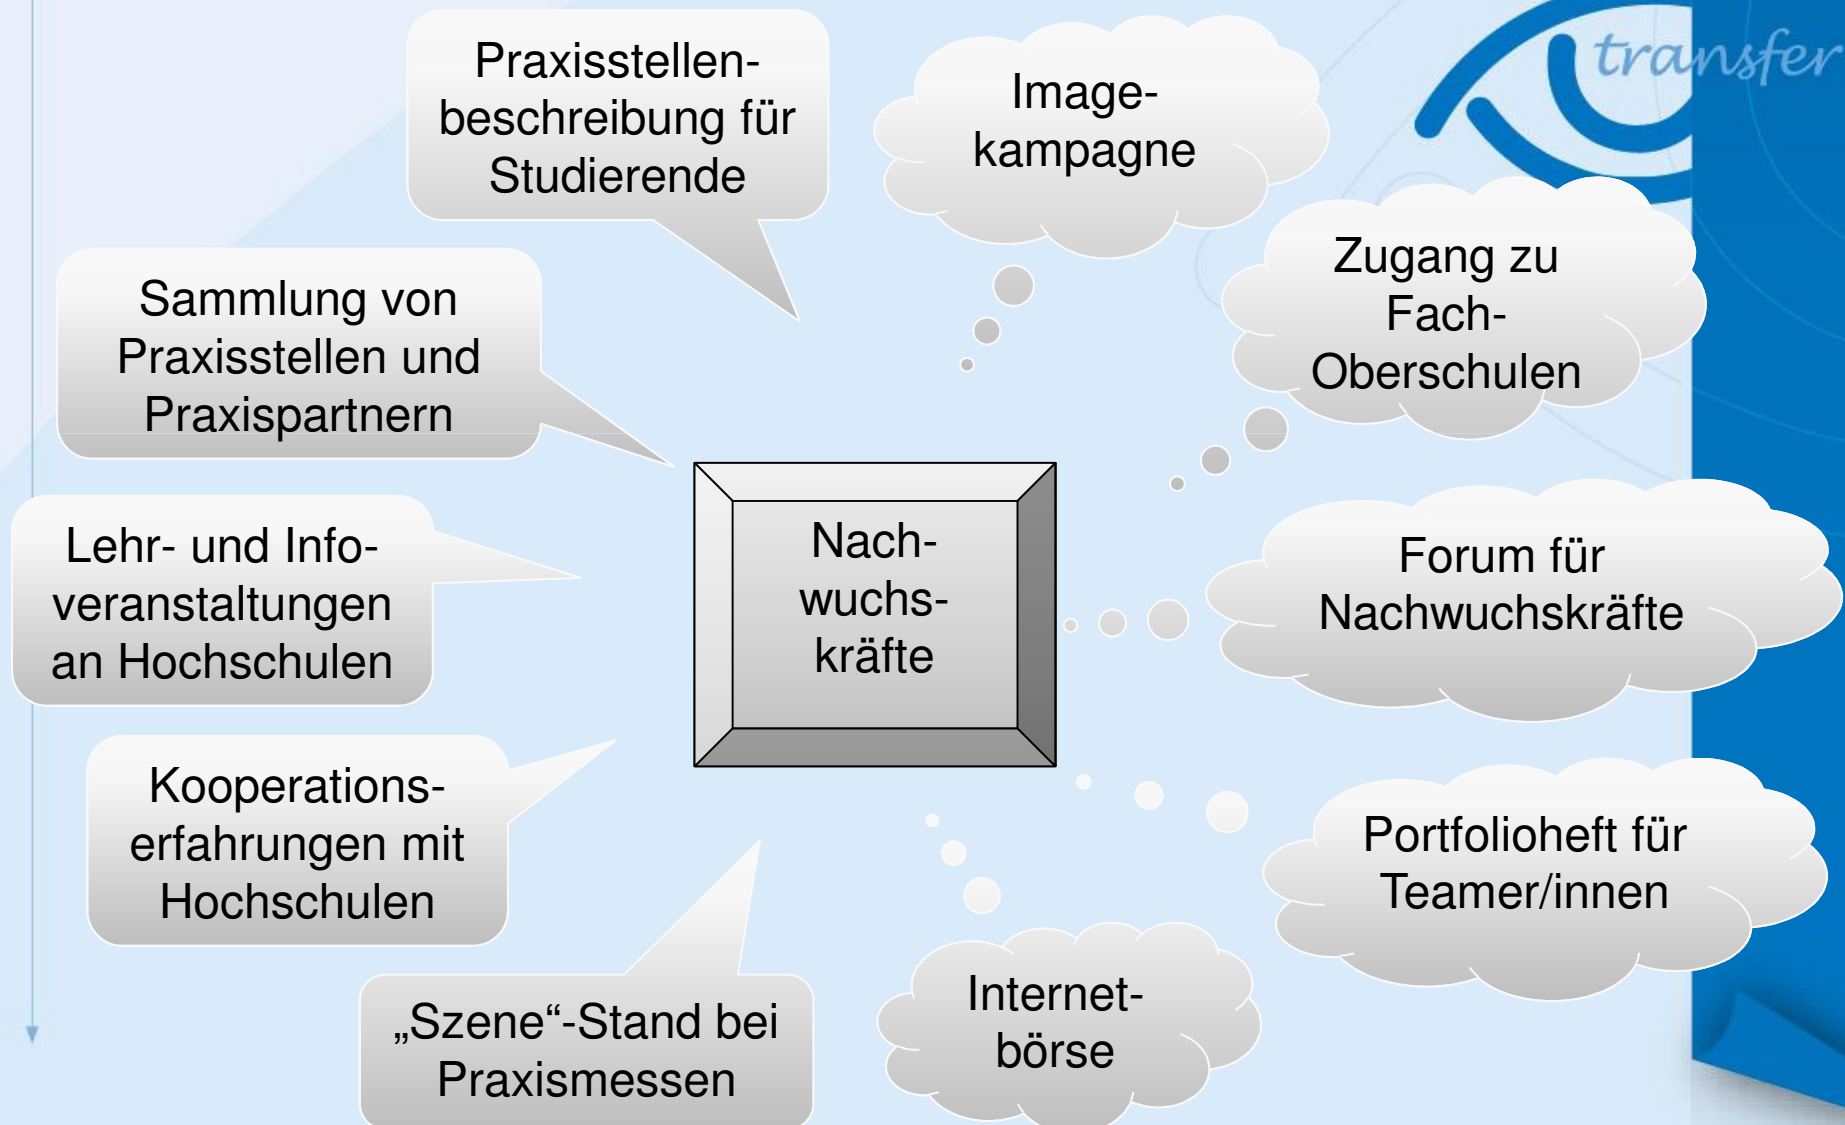 Praxisstellen-
beschreibung für
Studierende
Image-
kampagne
transfer
Zugang zu
Fach-
Oberschulen
Sammlung von
Praxisstellen und
Praxispartnern
Lehr- und Info-
veranstaltungen
an Hochschulen
Nach-
wuchs-
kräfte
Forum für
Nachwuchskräfte
Kooperations-
erfahrungen mit
Hochschulen
Portfolioheft für
Teamer/innen
„Szene“-Stand bei
Praxismessen
Internet-
börse